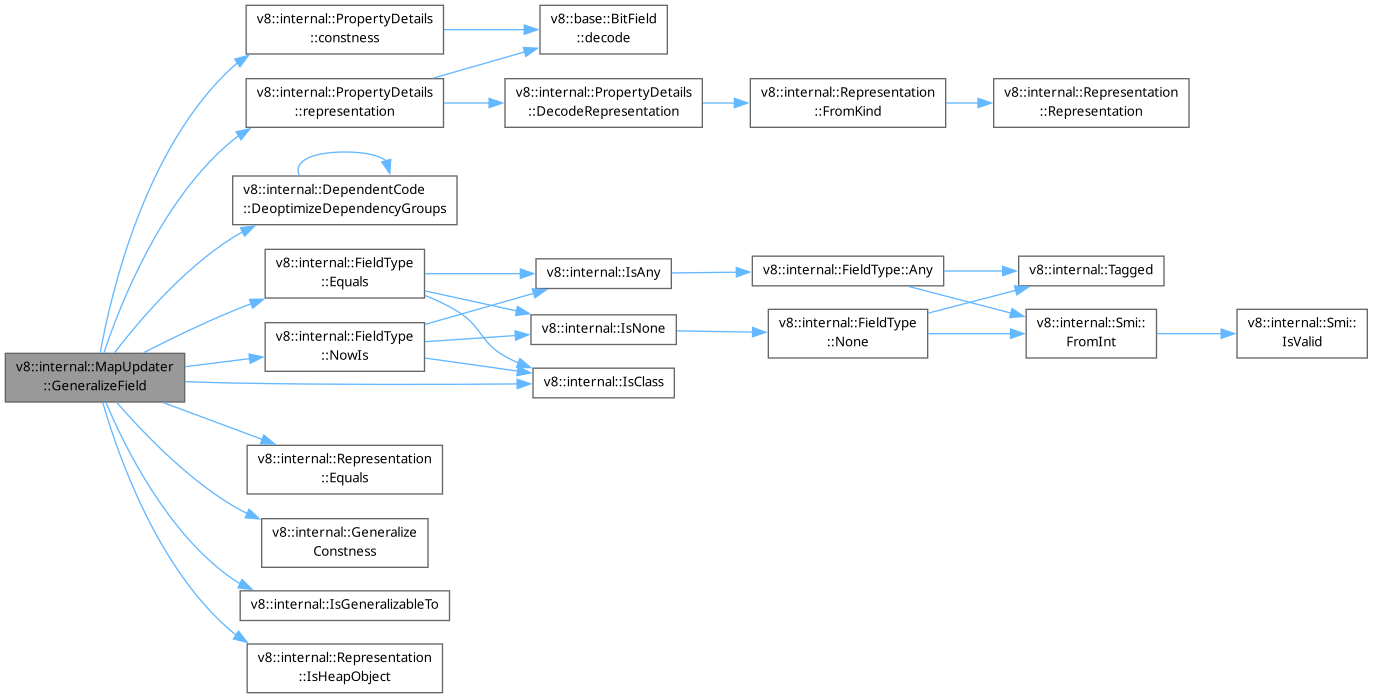 v8::internal::MapUpdater
::GeneralizeField
v8::internal::PropertyDetails
::constness
v8::base::BitField
::decode
v8::internal::PropertyDetails
::representation
v8::internal::PropertyDetails
::DecodeRepresentation
v8::internal::Representation
::FromKind
v8::internal::Representation
::Representation
v8::internal::DependentCode
::DeoptimizeDependencyGroups
v8::internal::FieldType
::Equals
v8::internal::IsAny
v8::internal::FieldType::Any
v8::internal::Tagged
v8::internal::FieldType
::NowIs
v8::internal::IsNone
v8::internal::FieldType
::None
v8::internal::Smi::
FromInt
v8::internal::Smi::
IsValid
v8::internal::IsClass
v8::internal::Representation
::Equals
v8::internal::Generalize
Constness
v8::internal::IsGeneralizableTo
v8::internal::Representation
::IsHeapObject